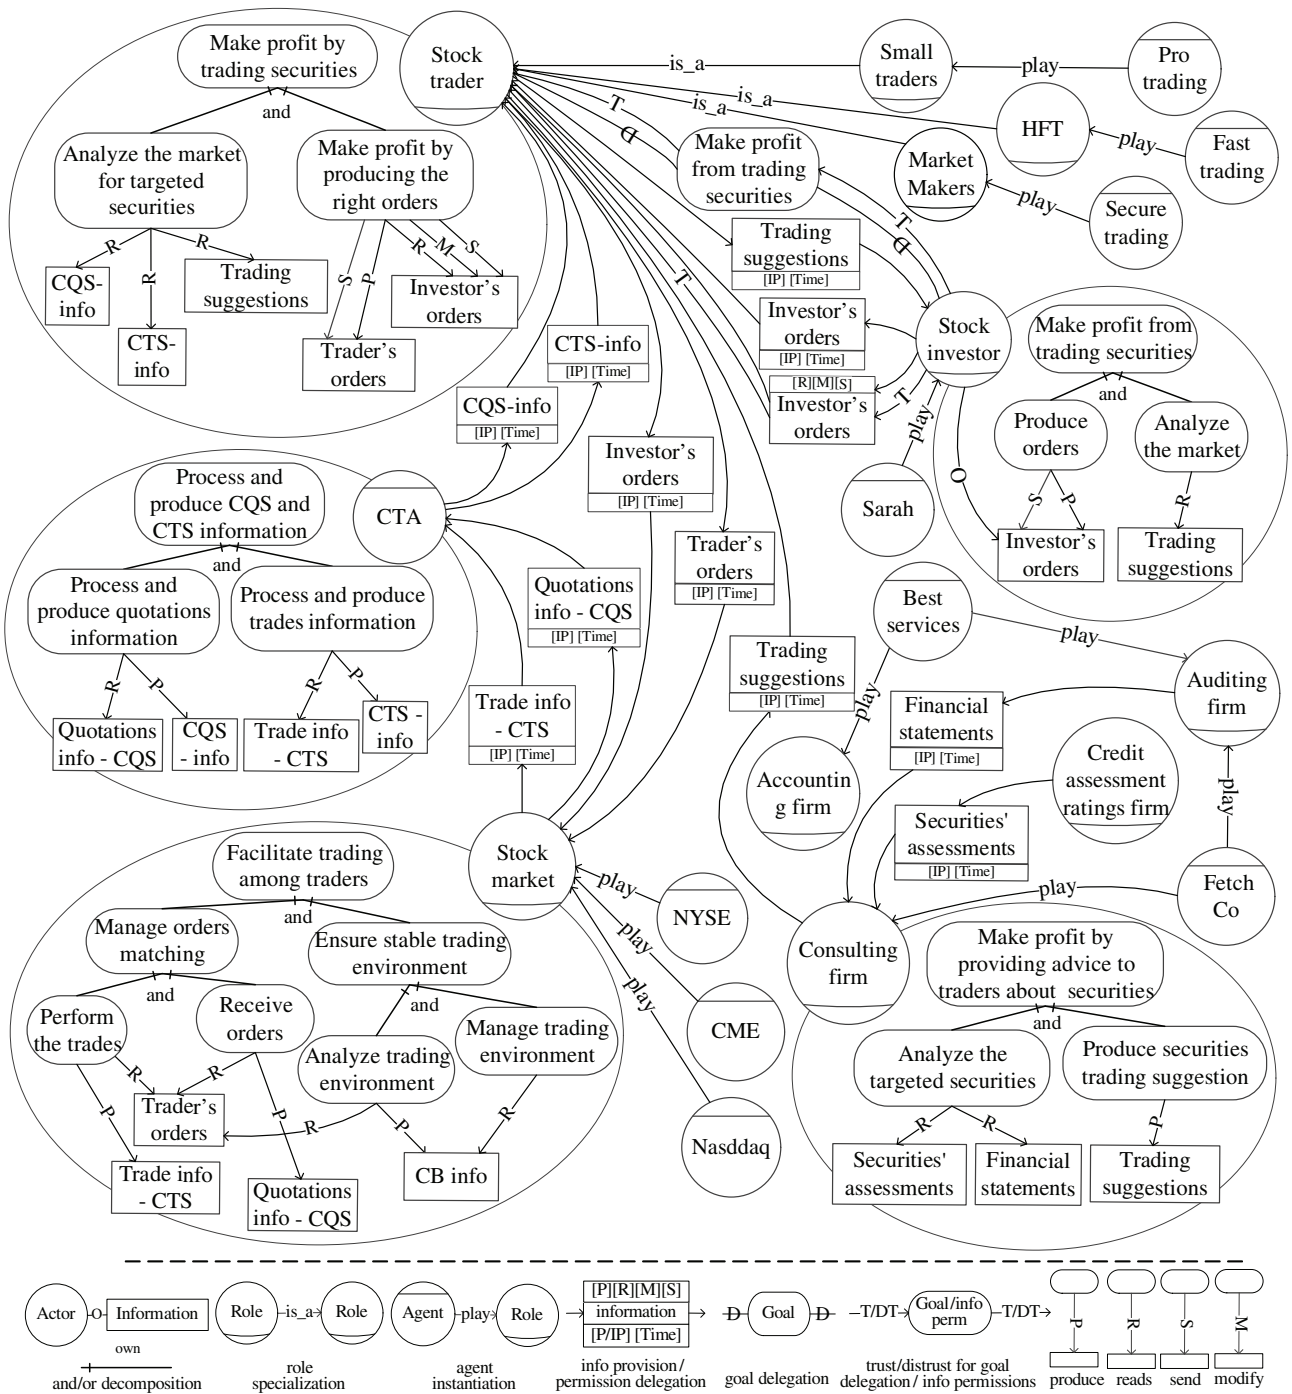 Make profit by
trading securities
and
Analyze the market
for targeted
securities
Make profit by
producing the
right orders
R
R
R
S
P
R
M
S
CQS-
info
CTS-
info
Trading
suggestions
Trader's
orders
Investor's
orders
Stock
trader
is_a
Small
traders
play
Pro
trading
is_a
HFT
play
Fast
trading
is_a
Market
Makers
play
Secure
trading
T
D
Make profit
from trading
securities
T
D
Trading
suggestions
[IP] [Time]
Investor's
orders
[IP] [Time]
[R][M][S]
Investor's
orders
T
T
Stock
investor
play
Sarah
O
Make profit from
trading securities
and
Produce
orders
Analyze
the market
S
P
R
Investor's
orders
Trading
suggestions
CTS-info
[IP] [Time]
CQS-info
[IP] [Time]
Investor's
orders
[IP] [Time]
Trader's
orders
[IP] [Time]
Quotations
info - CQS
[IP] [Time]
Trade info
- CTS
[IP] [Time]
Trading
suggestions
[IP] [Time]
Process and
produce CQS and
CTS information
and
CTA
Process and
produce quotations
information
Process and produce
trades information
R
P
R
P
Quotations
info - CQS
CQS
- info
Trade info
- CTS
CTS -
info
Best
services
play
play
Auditing
firm
Financial
statements
[IP] [Time]
Accountin
g firm
Credit
assessment
ratings firm
Securities'
assessments
[IP] [Time]
play
Fetch
Co
play
Consulting
firm
Make profit by
providing advice to
traders about securities
and
Analyze the
targeted securities
Produce securities
trading suggestion
R
R
P
Securities'
assessments
Financial
statements
Trading
suggestions
Stock
market
play
NYSE
play
CME
play
Nasddaq
Facilitate trading
among traders
and
Manage orders
matching
Ensure stable trading
environment
and
and
Perform
the trades
Receive
orders
Analyze trading
environment
Manage trading
environment
R
R
P
P
R
P
R
Trader's
orders
Trade info
- CTS
Quotations
info - CQS
CB info
Actor
O
Information
own
and/or decomposition
Role
is_a
Role
role
specialization
Agent
play
Role
agent
instantiation
[P][R][M][S]
information
[P/IP] [Time]
info provision/
permission delegation
D
Goal
D
goal delegation
T/DT
Goal/info
perm
T/DT
trust/distrust for goal
delegation / info permissions
P
R
S
M
produce
reads
send
modify